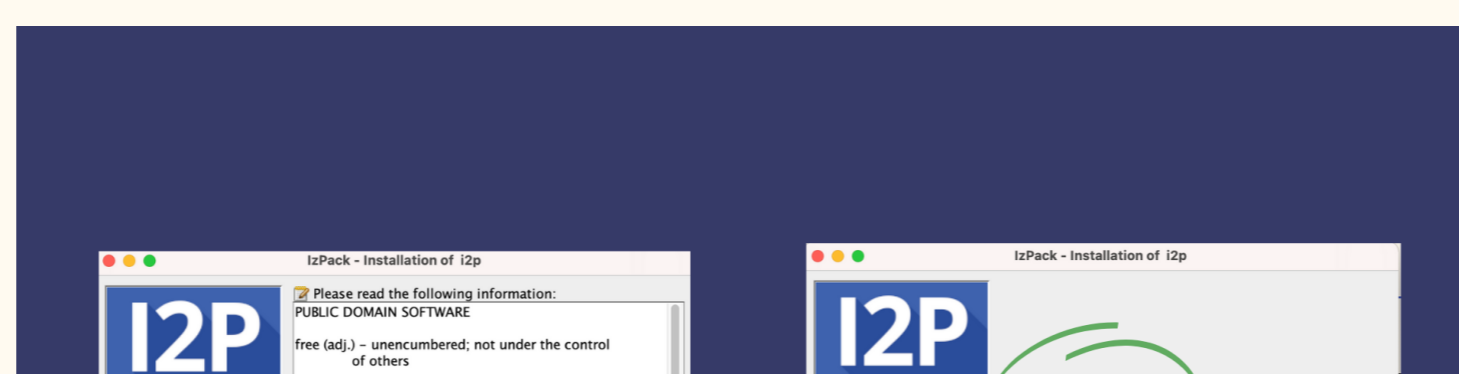 IzPack - Installation of i2p
I2P
Please read the following information:
PUBLIC DOMAIN SOFTWARE
free (adj.) – unencumbered; not under the control
of others
IzPack - Installation of i2p
I2P